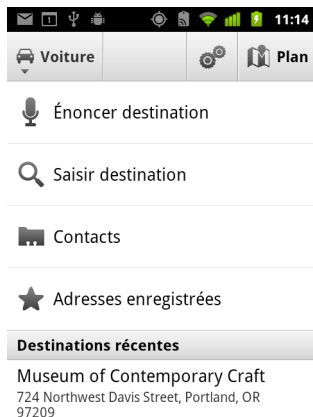 1 11:14
Voiture Plan
Énoncer destination
Saisir destination
Contacts
Adresses enregistrées
Destinations récentes
Museum of Contemporary Craft
724 Northwest Davis Street, Portland, OR
97209